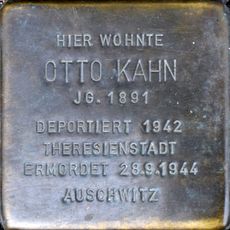 HIER WOHNTE
OTTO KAHN
JG. 1891
DEPORTIERT 1942
THERESIENSTADT
ERMORDET 28.9.1944
AUSCHWITZ